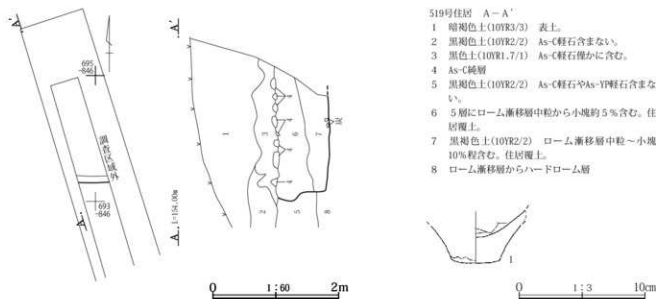 519号住居 A－A′
1 暗褐色土(10YR3/3) 表土。
2 黒褐色土(10YR2/2) As-C軽石含まない。
3 黒色土(10YR1.7/1) As-C軽石僅かに含む。
4 As-C純層
5 黒褐色土(10YR2/2) As-C軽石やAs-YP軽石含まな
い。
6 5層にローム漸移層中粒から小塊約5％含む。住
居覆土。
7 黒褐色土(10YR2/2) ローム漸移層中粒～小塊
10％程含む。住居覆土。
8 ローム漸移層からハードローム層
695
-846
調査区域外
693
-846
A
A′
A′
A L=154.00m
1
2
3
4
4
4
4
5
6
7
8
0 1:60 2m
1
0 1:3 10cm